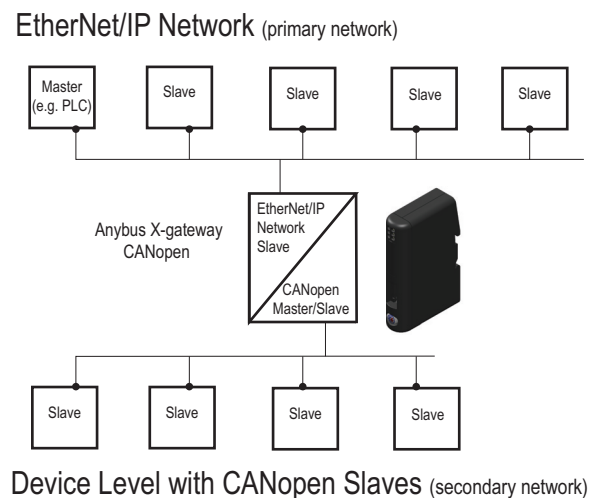 EtherNet/IP Network (primary network)
Master
(e.g. PLC)
Slave
Slave
Slave
Slave
Anybus X-gateway
CANopen
EtherNet/IP
Network
Slave
CANopen
Master/Slave
Slave
Slave
Slave
Slave
Device Level with CANopen Slaves (secondary network)